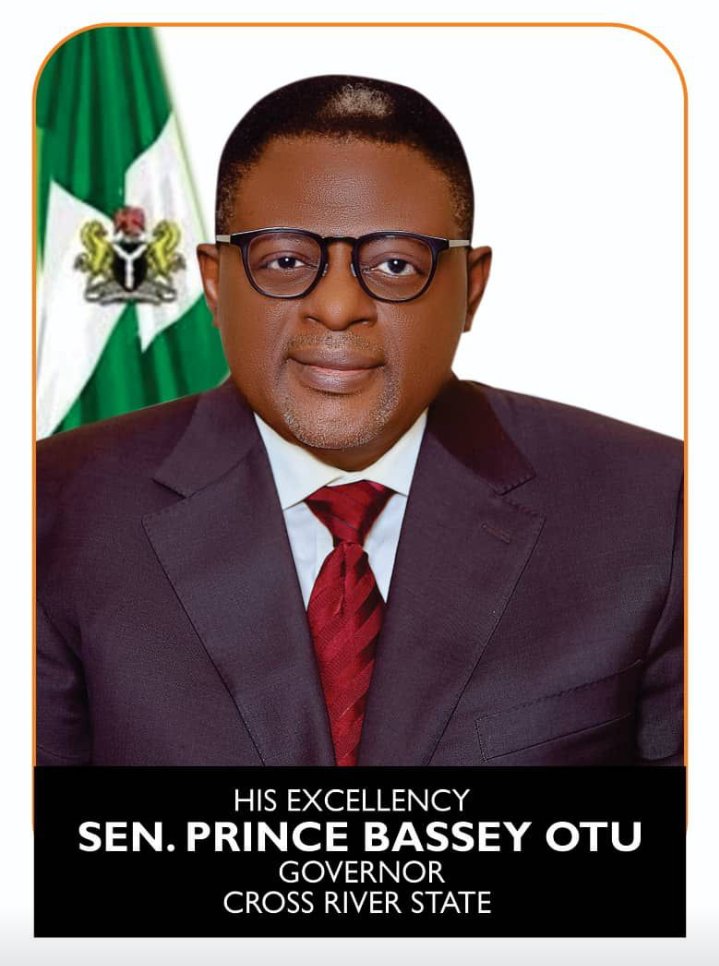 HIS EXCELLENCY
SEN. PRINCE BASSEY OTU
GOVERNOR
CROSS RIVER STATE